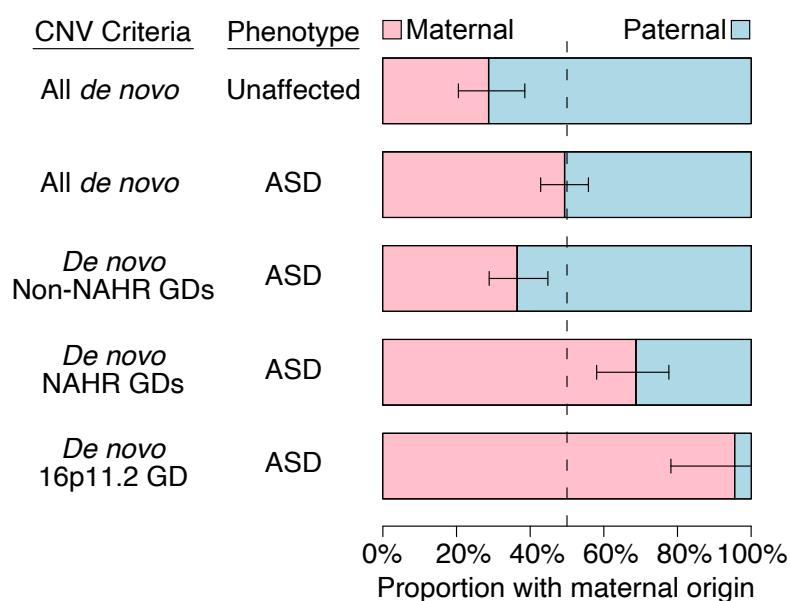 CNV Criteria Phenotype Maternal Paternal
All de novo Unaffected
All de novo ASD
De novo
Non-NAHR GDs ASD
De novo
NAHR GDs ASD
De novo
16p11.2 GD ASD
0% 20% 40% 60% 80% 100%
Proportion with maternal origin